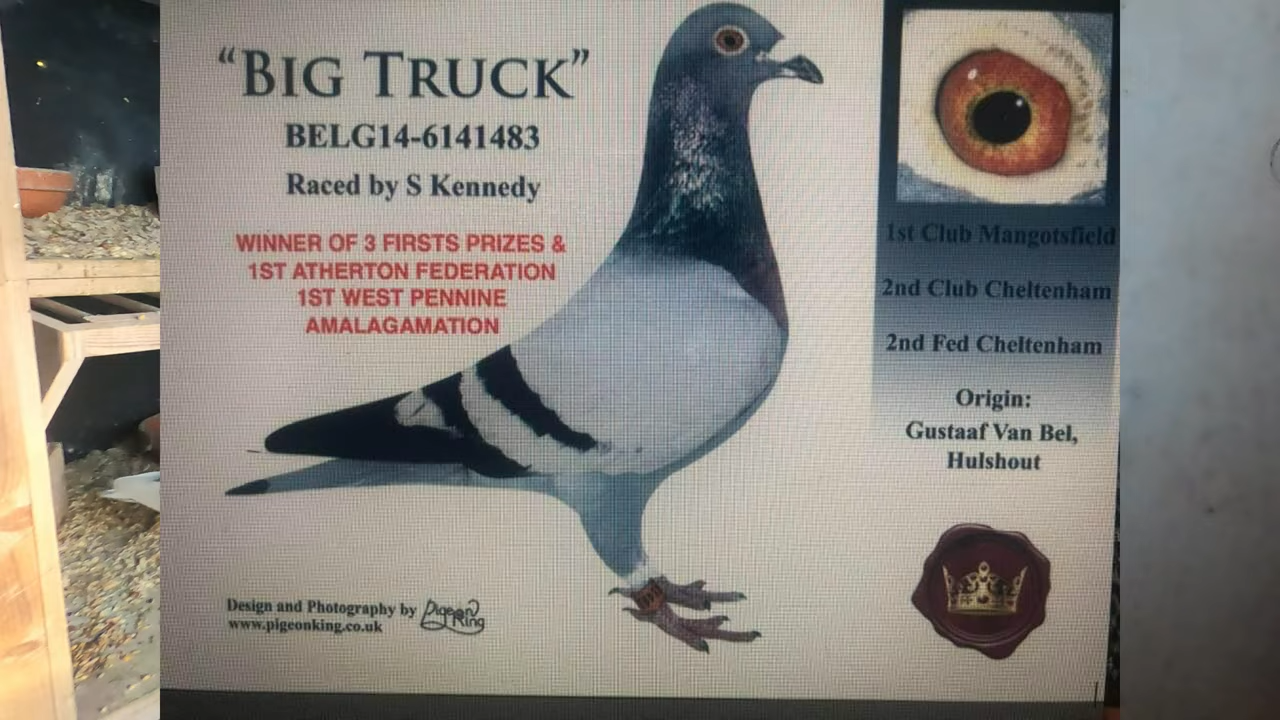 “BIG TRUCK”
BELG14-6141483
Raced by S Kennedy
WINNER OF 3 FIRSTS PRIZES &
1ST ATHERTON FEDERATION
1ST WEST PENNINE
AMALAGAMATION
1st Club Mangotsfield
2nd Club Cheltenham
2nd Fed Cheltenham
Origin:
Gustaaf Van Bel,
Hulshout
Design and Photography by Pigeon King
www.pigeonking.co.uk